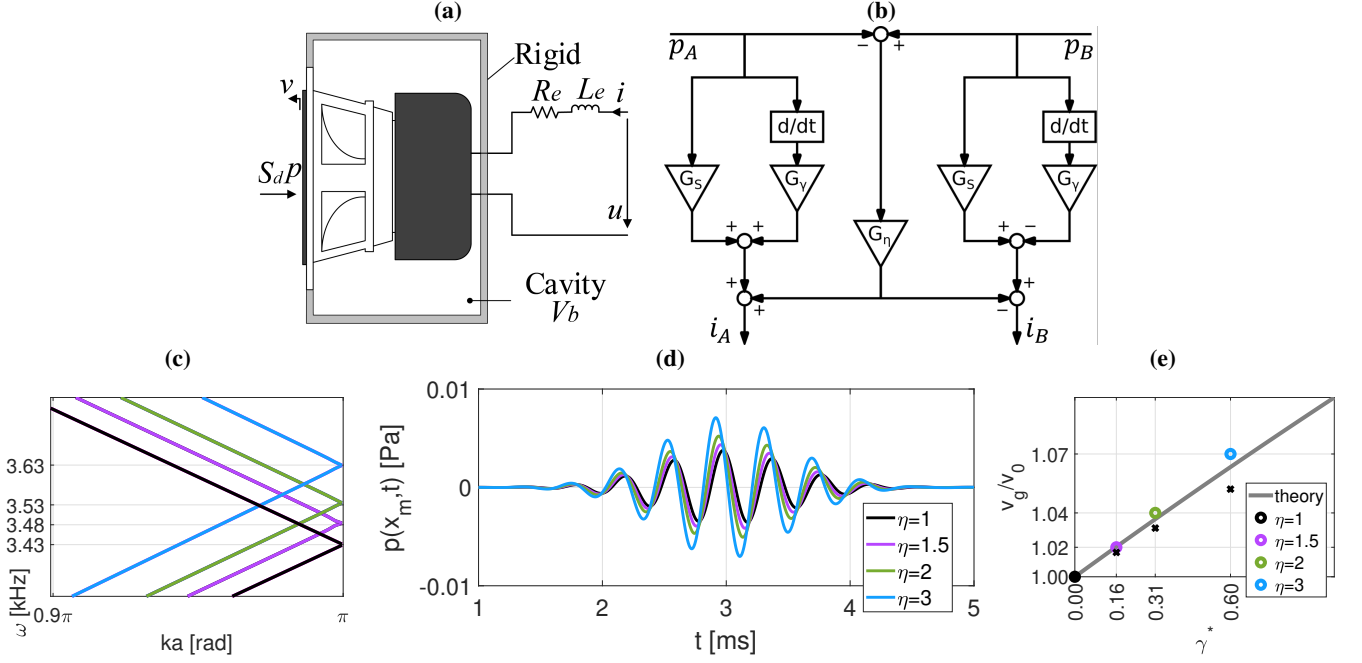 (a)
Rigid
v
R_e L_e i
S_d p
u
Cavity
V_b
(b)
p_A
− +
p_B
d/dt
d/dt
G_S
G_γ
G_S
G_γ
G_η
+ +
+ −
+
+
+
−
i_A
i_B
(c)
3.63
3.53
3.48
3.43
ω [kHz]
0.9π
π
ka [rad]
(d)
0.01
0
-0.01
p(x_m,t) [Pa]
1 2 3 4 5
t [ms]
η=1
η=1.5
η=2
η=3
(e)
1.07
1.04
1.02
1.00
v_g/v_0
0.00
0.16
0.31
0.60
γ*
theory
η=1
η=1.5
η=2
η=3